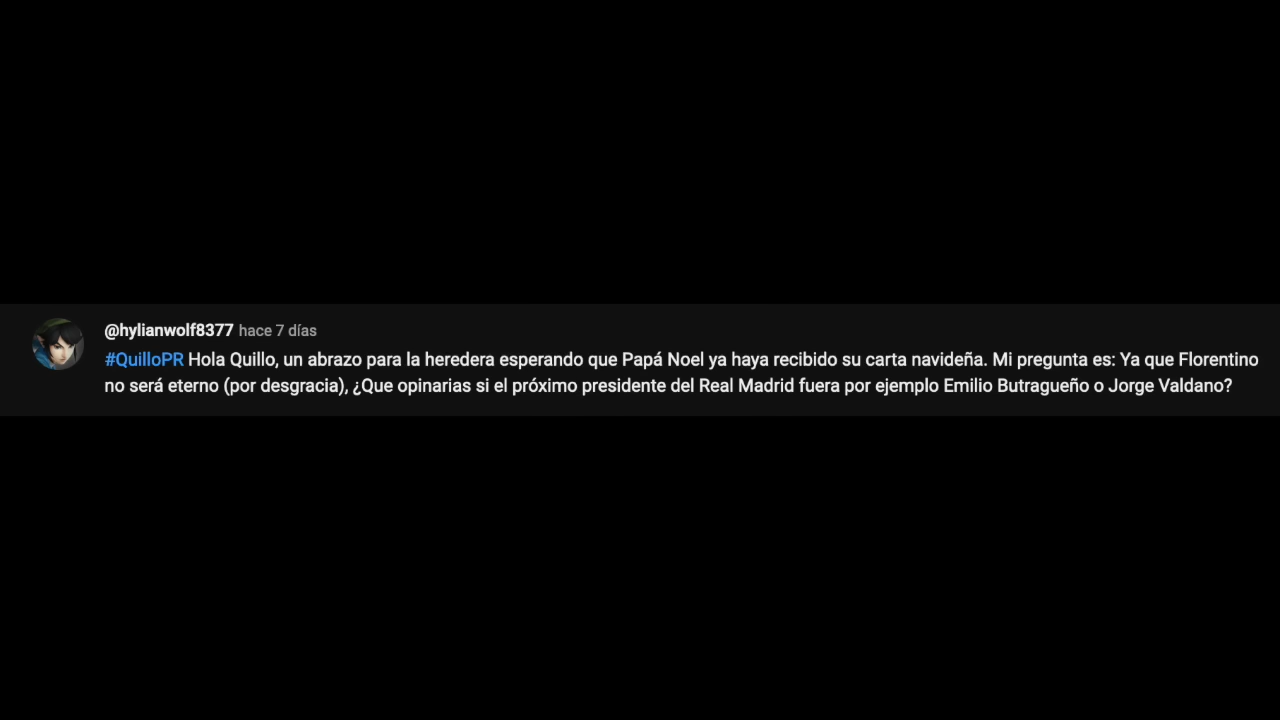 @hylianwolf8377 hace 7 días
#QuilloPR Hola Quillo, un abrazo para la heredera esperando que Papá Noel ya haya recibido su carta navideña. Mi pregunta es: Ya que Florentino
no será eterno (por desgracia), ¿Que opinarias si el próximo presidente del Real Madrid fuera por ejemplo Emilio Butragueño o Jorge Valdano?